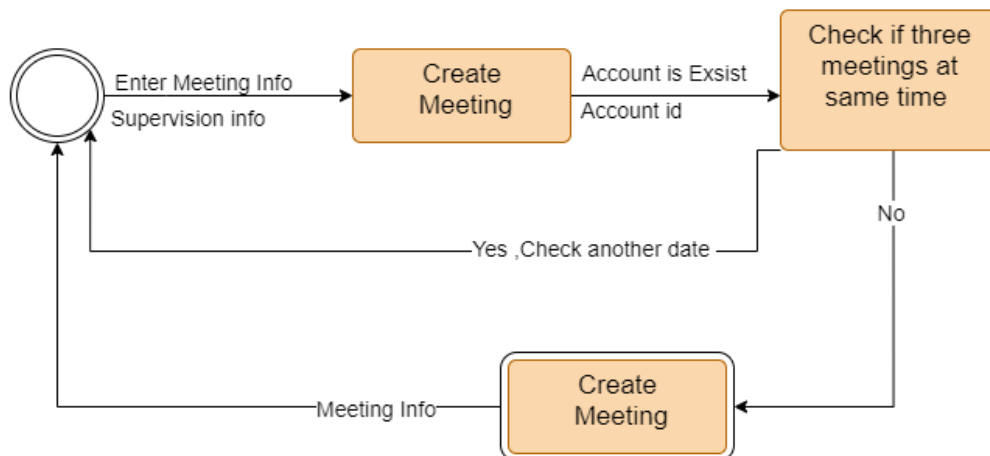 Enter Meeting Info
Supervision info
Create
Meeting
Account is Exsist
Account id
Check if three
meetings at
same time
No
Yes ,Check another date
Create
Meeting
Meeting Info